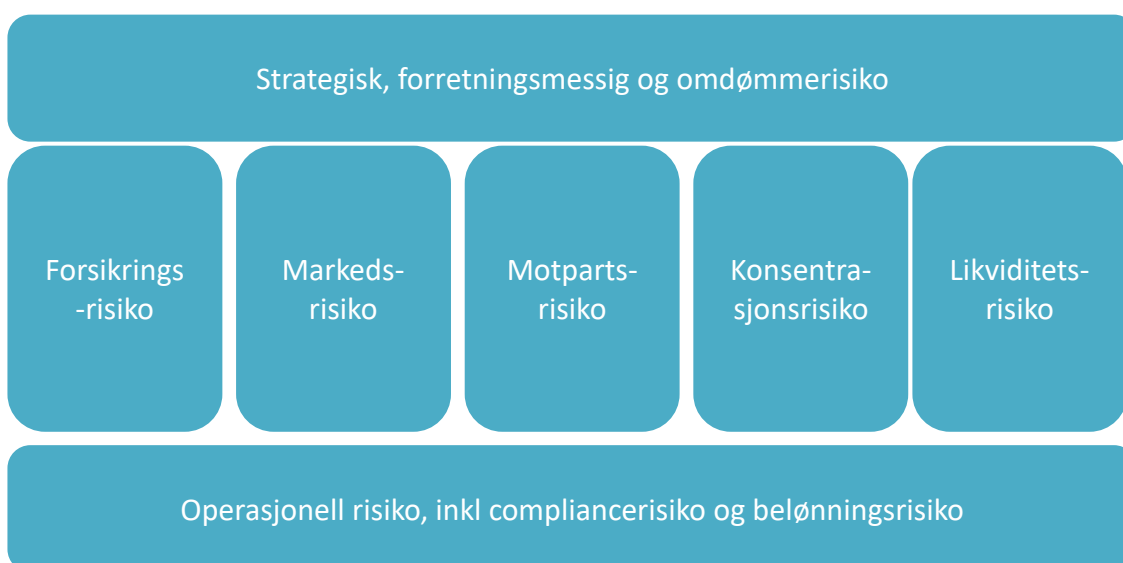 Strategisk, forretningsmessig og omdømmerisiko
Forsikrings
-risiko
Markeds-
risiko
Motparts-
risiko
Konsentra-
sjonsrisiko
Likviditets-
risiko
Operasjonell risiko, inkl compliancerisiko og belønningsrisiko